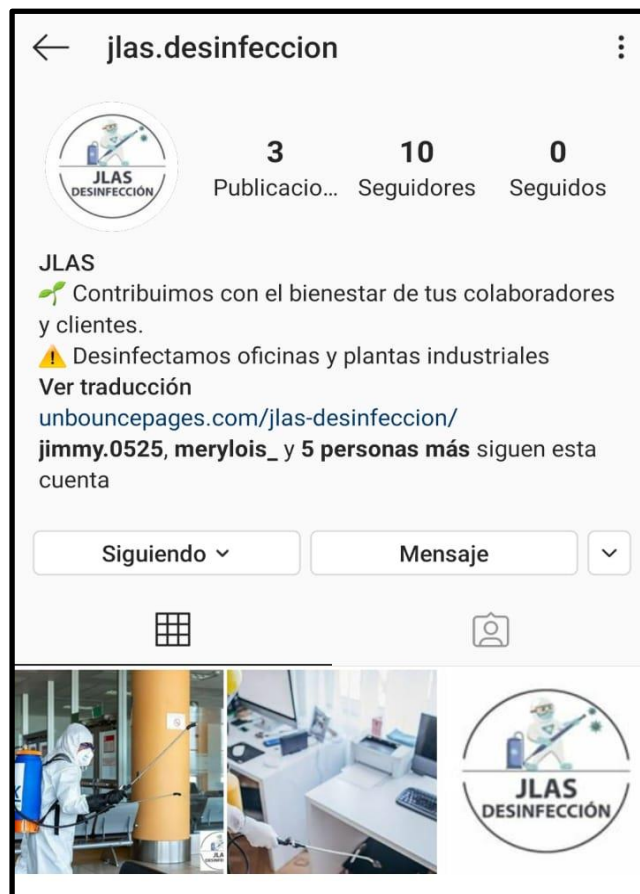 jlas.desinfeccion
JLAS
DESINFECCIÓN
3
Publicacio...
10
Seguidores
0
Seguidos
JLAS
Contribuimos con el bienestar de tus colaboradores
y clientes.
Desinfectamos oficinas y plantas industriales
Ver traducción
unbouncepages.com/jlas-desinfeccion/
jimmy.0525, merylois_ y 5 personas más siguen esta
cuenta
Siguiendo
Mensaje
JLAS
DESINFECCIÓN